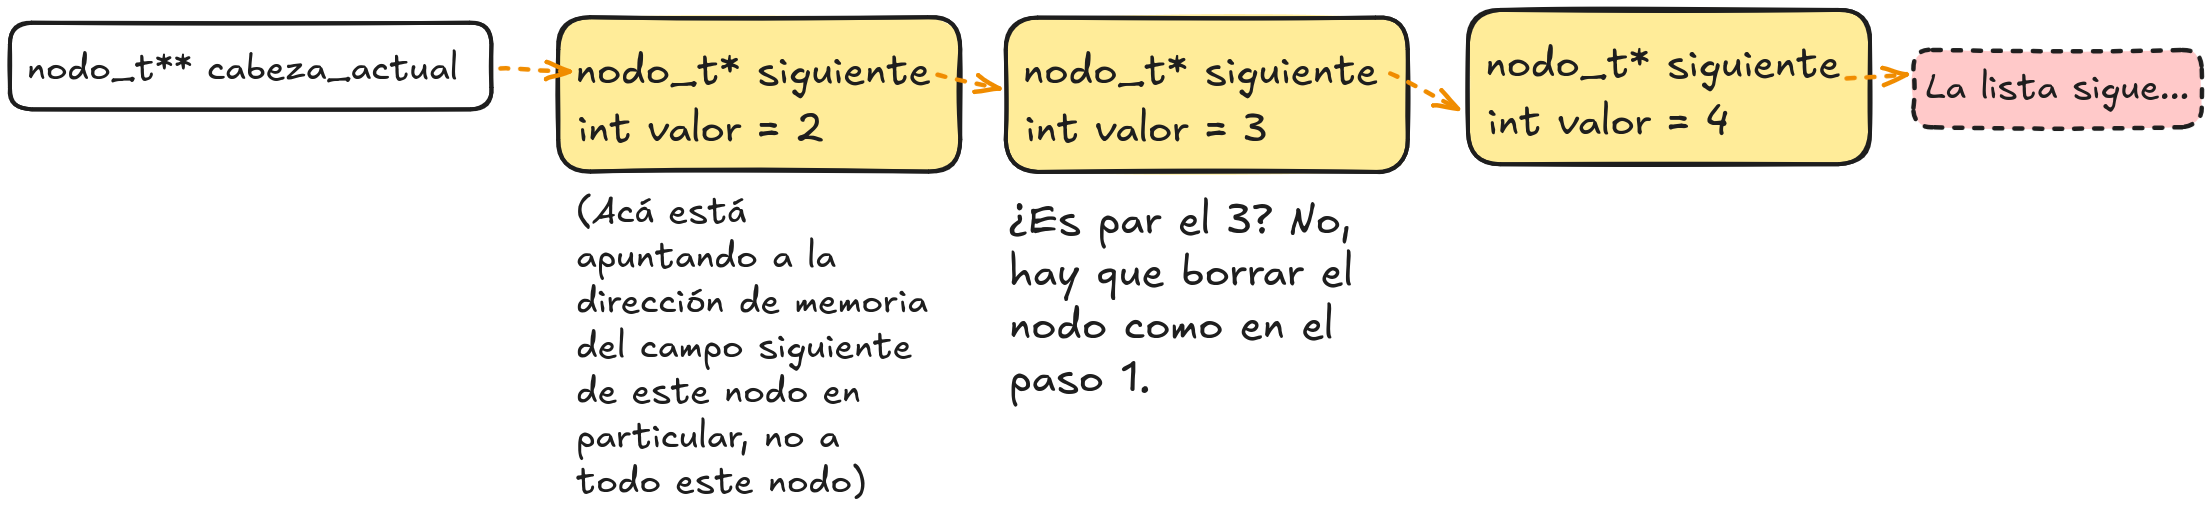 nodo_t** cabeza_actual
nodo_t* siguiente
int valor = 2
nodo_t* siguiente
int valor = 3
nodo_t* siguiente
int valor = 4
La lista sigue...
(Acá está
apuntando a la
dirección de memoria
del campo siguiente
de este nodo en
particular, no a
todo este nodo)
¿Es par el 3? No,
hay que borrar el
nodo como en el
paso 1.